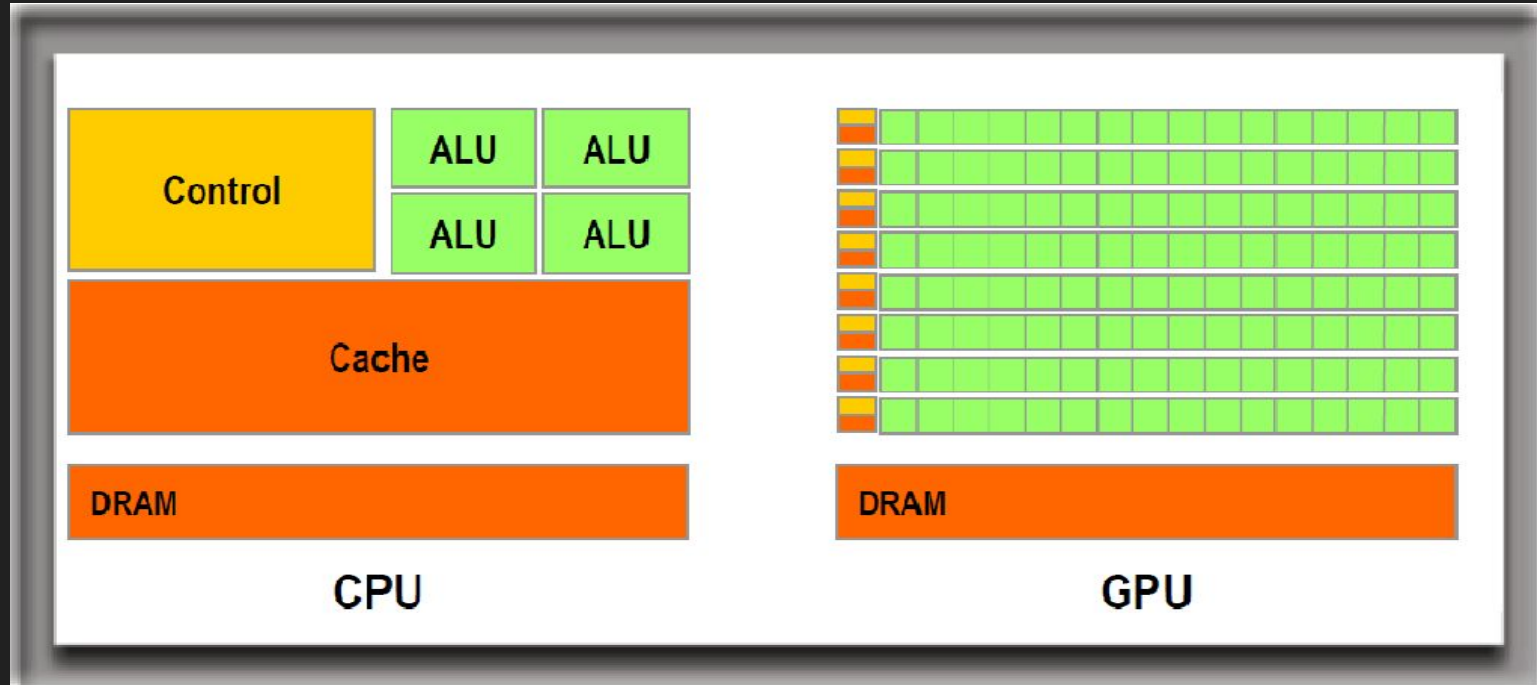 Control
ALU ALU
ALU ALU
Cache
DRAM
CPU
DRAM
GPU